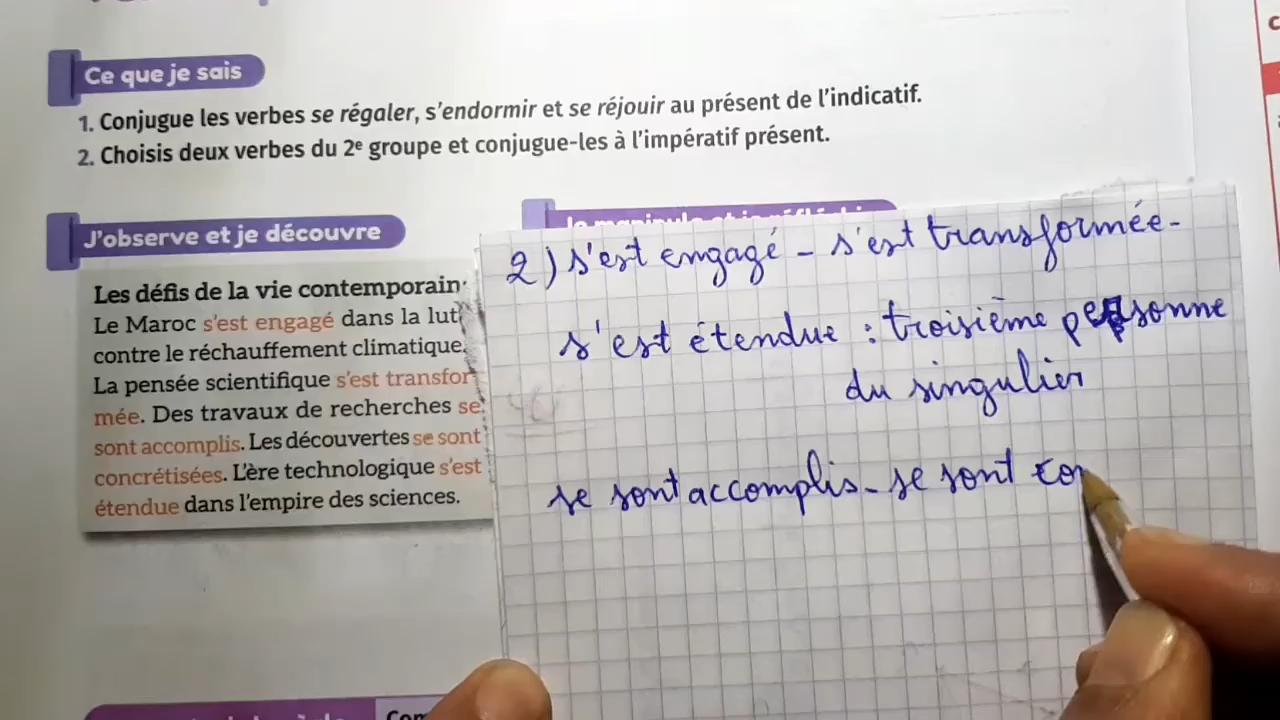 Ce que je sais
1. Conjugue les verbes se régaler, s'endormir et se réjouir au présent de l'indicatif.
2. Choisis deux verbes du 2e groupe et conjugue-les à l'impératif présent.
J'observe et je découvre
Les défis de la vie contemporain
Le Maroc s'est engagé dans la lut
contre le réchauffement climatique.
La pensée scientifique s'est transfor
mée. Des travaux de recherches se
sont accomplis. Les découvertes se sont
concrétisées. L'ère technologique s'est
étendue dans l'empire des sciences.
2) s'est engagé - s'est transformée -
s'est étendue : troisième personne
du singulier
se sont accomplis - se sont con